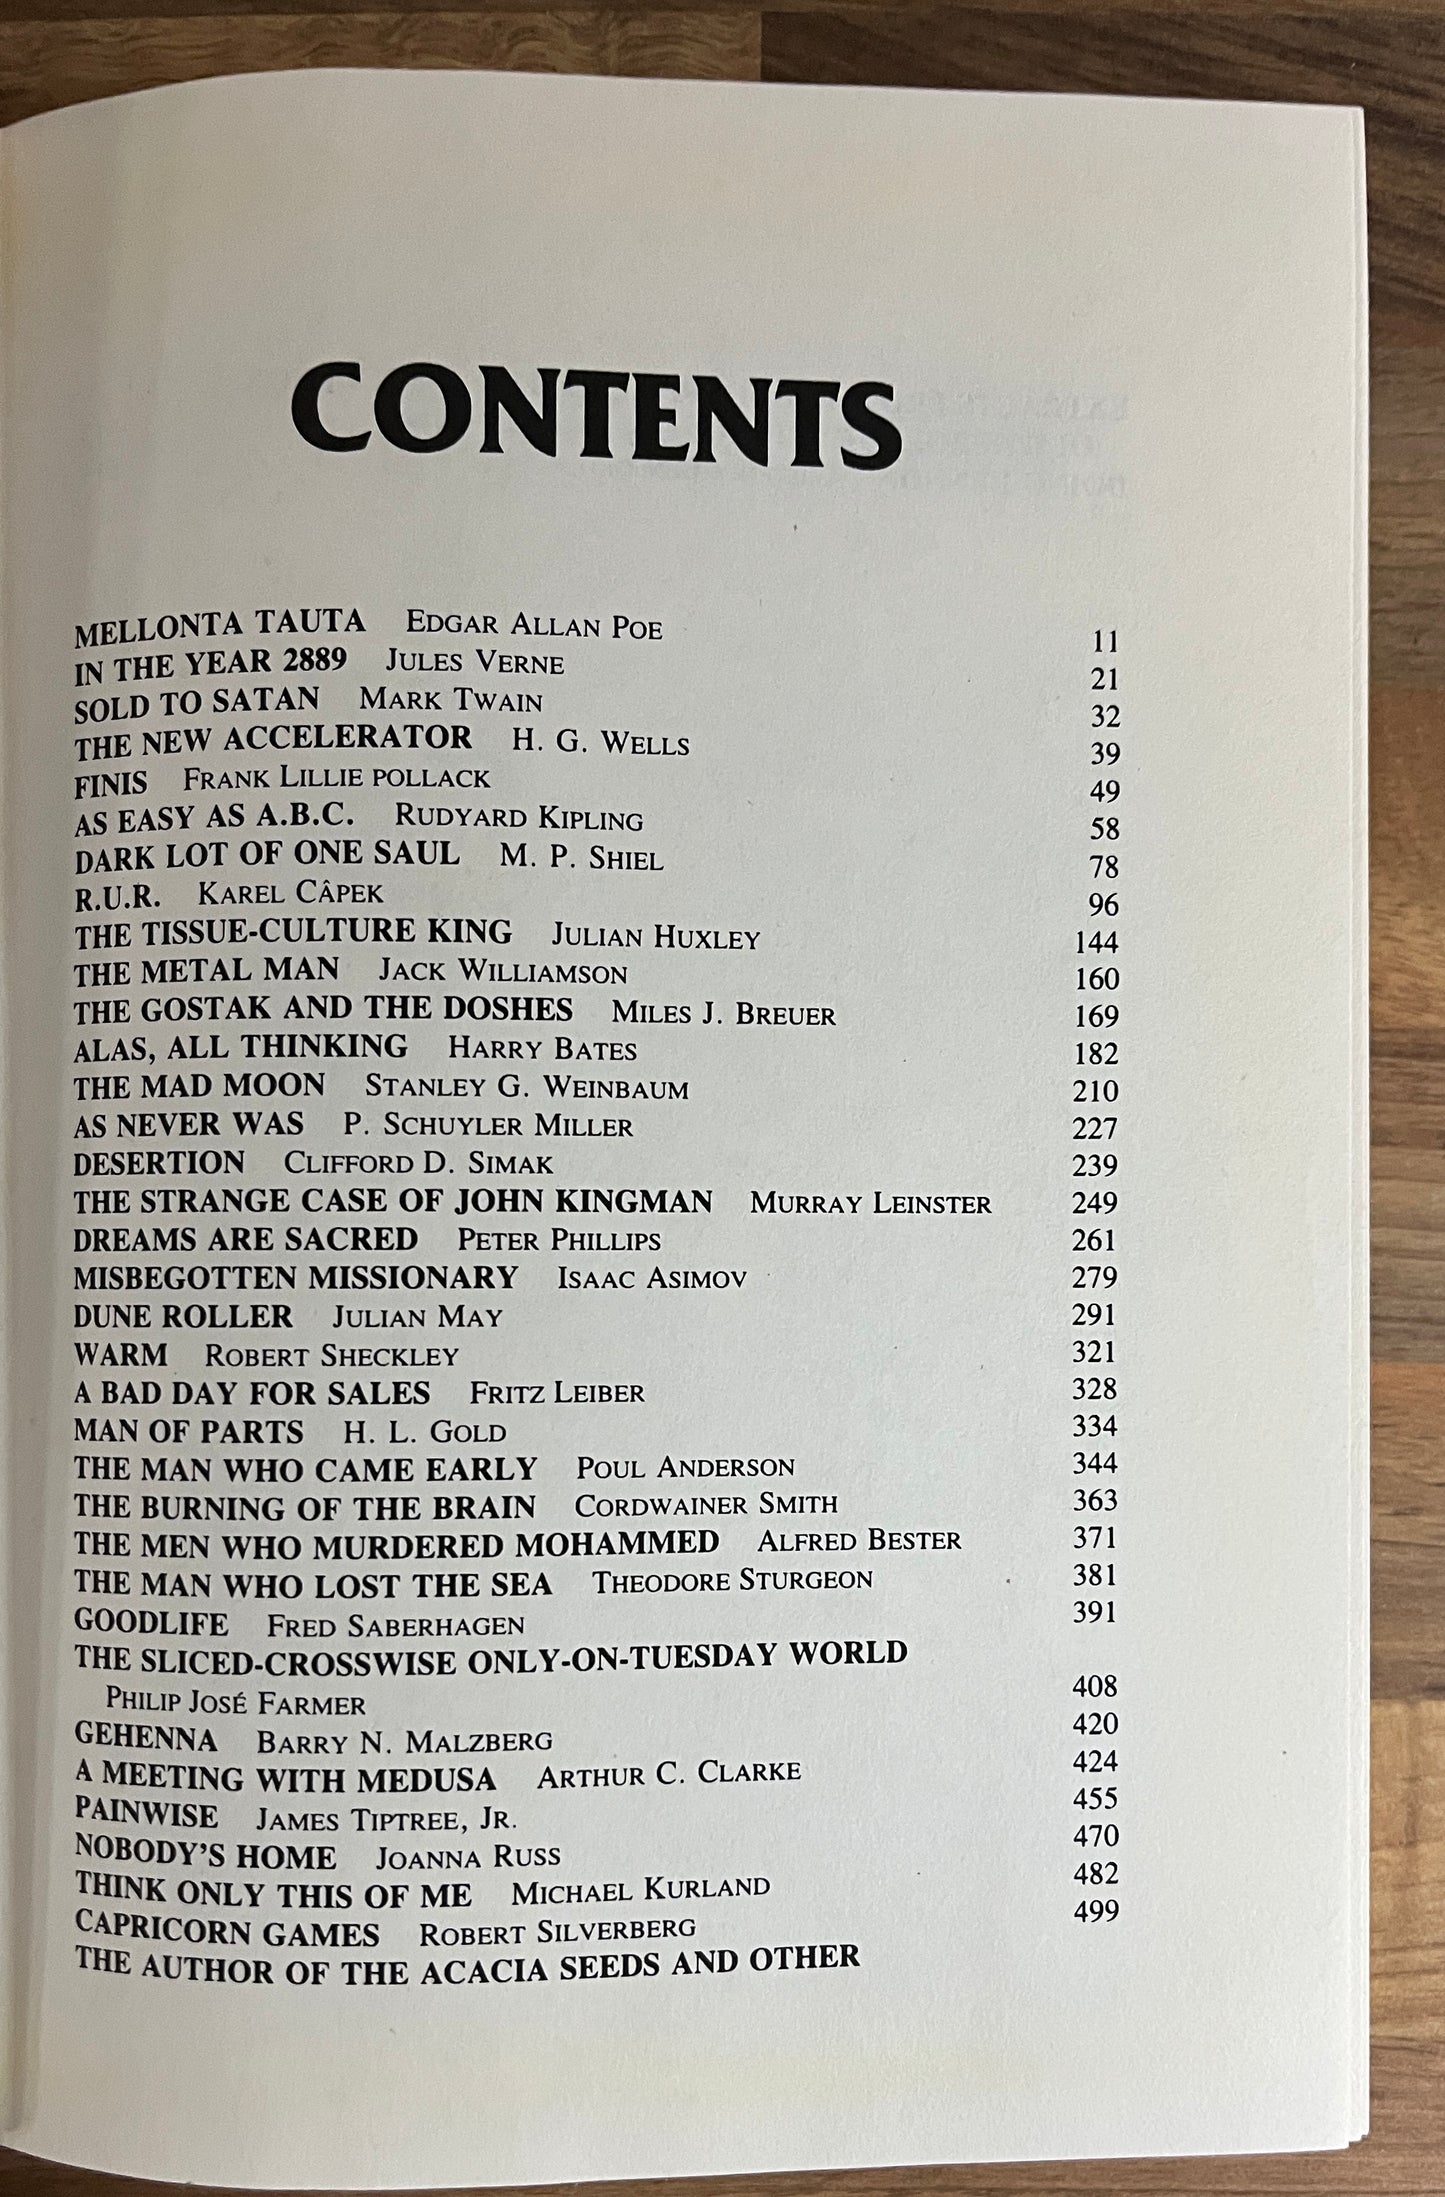 CONTENTS
MELLONTA TAUTA EDGAR ALLAN POE 11
IN THE YEAR 2889 JULES VERNE 21
SOLD TO SATAN MARK TWAIN 32
THE NEW ACCELERATOR H. G. WELLS 39
FINIS FRANK LILLIE POLLACK 49
AS EASY AS A.B.C. RUDYARD KIPLING 58
DARK LOT OF ONE SAUL M. P. SHIEL 78
R.U.R. KAREL CÂPEK 96
THE TISSUE-CULTURE KING JULIAN HUXLEY 144
THE METAL MAN JACK WILLIAMSON 160
THE GOSTAK AND THE DOSHES MILES J. BREUER 169
ALAS, ALL THINKING HARRY BATES 182
THE MAD MOON STANLEY G. WEINBAUM 210
AS NEVER WAS P. SCHUYLER MILLER 227
DESERTION CLIFFORD D. SIMAK 239
THE STRANGE CASE OF JOHN KINGMAN MURRAY LEINSTER 249
DREAMS ARE SACRED PETER PHILLIPS 261
MISBEGOTTEN MISSIONARY ISAAC ASIMOV 279
DUNE ROLLER JULIAN MAY 291
WARM ROBERT SHECKLEY 321
A BAD DAY FOR SALES FRITZ LEIBER 328
MAN OF PARTS H. L. GOLD 334
THE MAN WHO CAME EARLY POUL ANDERSON 344
THE BURNING OF THE BRAIN CORDWAINER SMITH 363
THE MEN WHO MURDERED MOHAMMED ALFRED BESTER 371
THE MAN WHO LOST THE SEA THEODORE STURGEON 381
GOODLIFE FRED SABERHAGEN 391
THE SLICED-CROSSWISE ONLY-ON-TUESDAY WORLD
PHILIP JOSÉ FARMER 408
GEHENNA BARRY N. MALZBERG 420
A MEETING WITH MEDUSA ARTHUR C. CLARKE 424
PAINWISE JAMES TIPTREE, JR. 455
NOBODY'S HOME JOANNA RUSS 470
THINK ONLY THIS OF ME MICHAEL KURLAND 482
CAPRICORN GAMES ROBERT SILVERBERG 499
THE AUTHOR OF THE ACACIA SEEDS AND OTHER